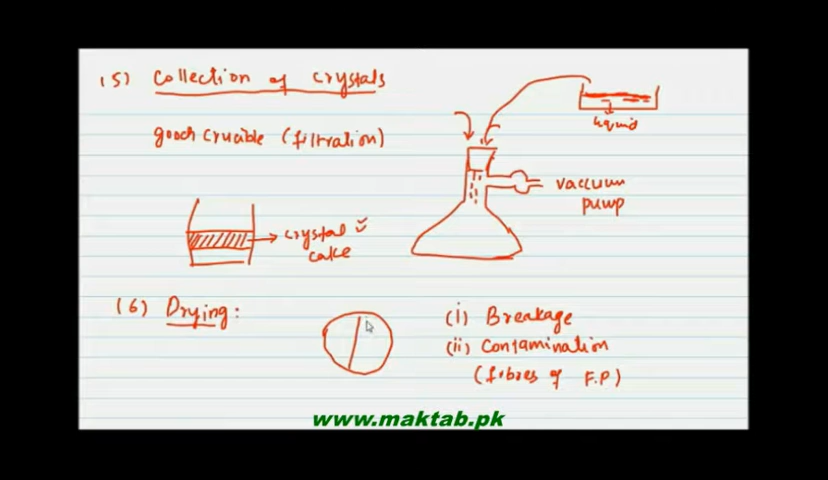 (5) Collection of crystals
gooch crucible (filtration)
liquid
vaccum
pump
crystal
cake
(6) Drying:
(i) Breakage
(ii) Contamination
(fibres of F.P)
www.maktab.pk